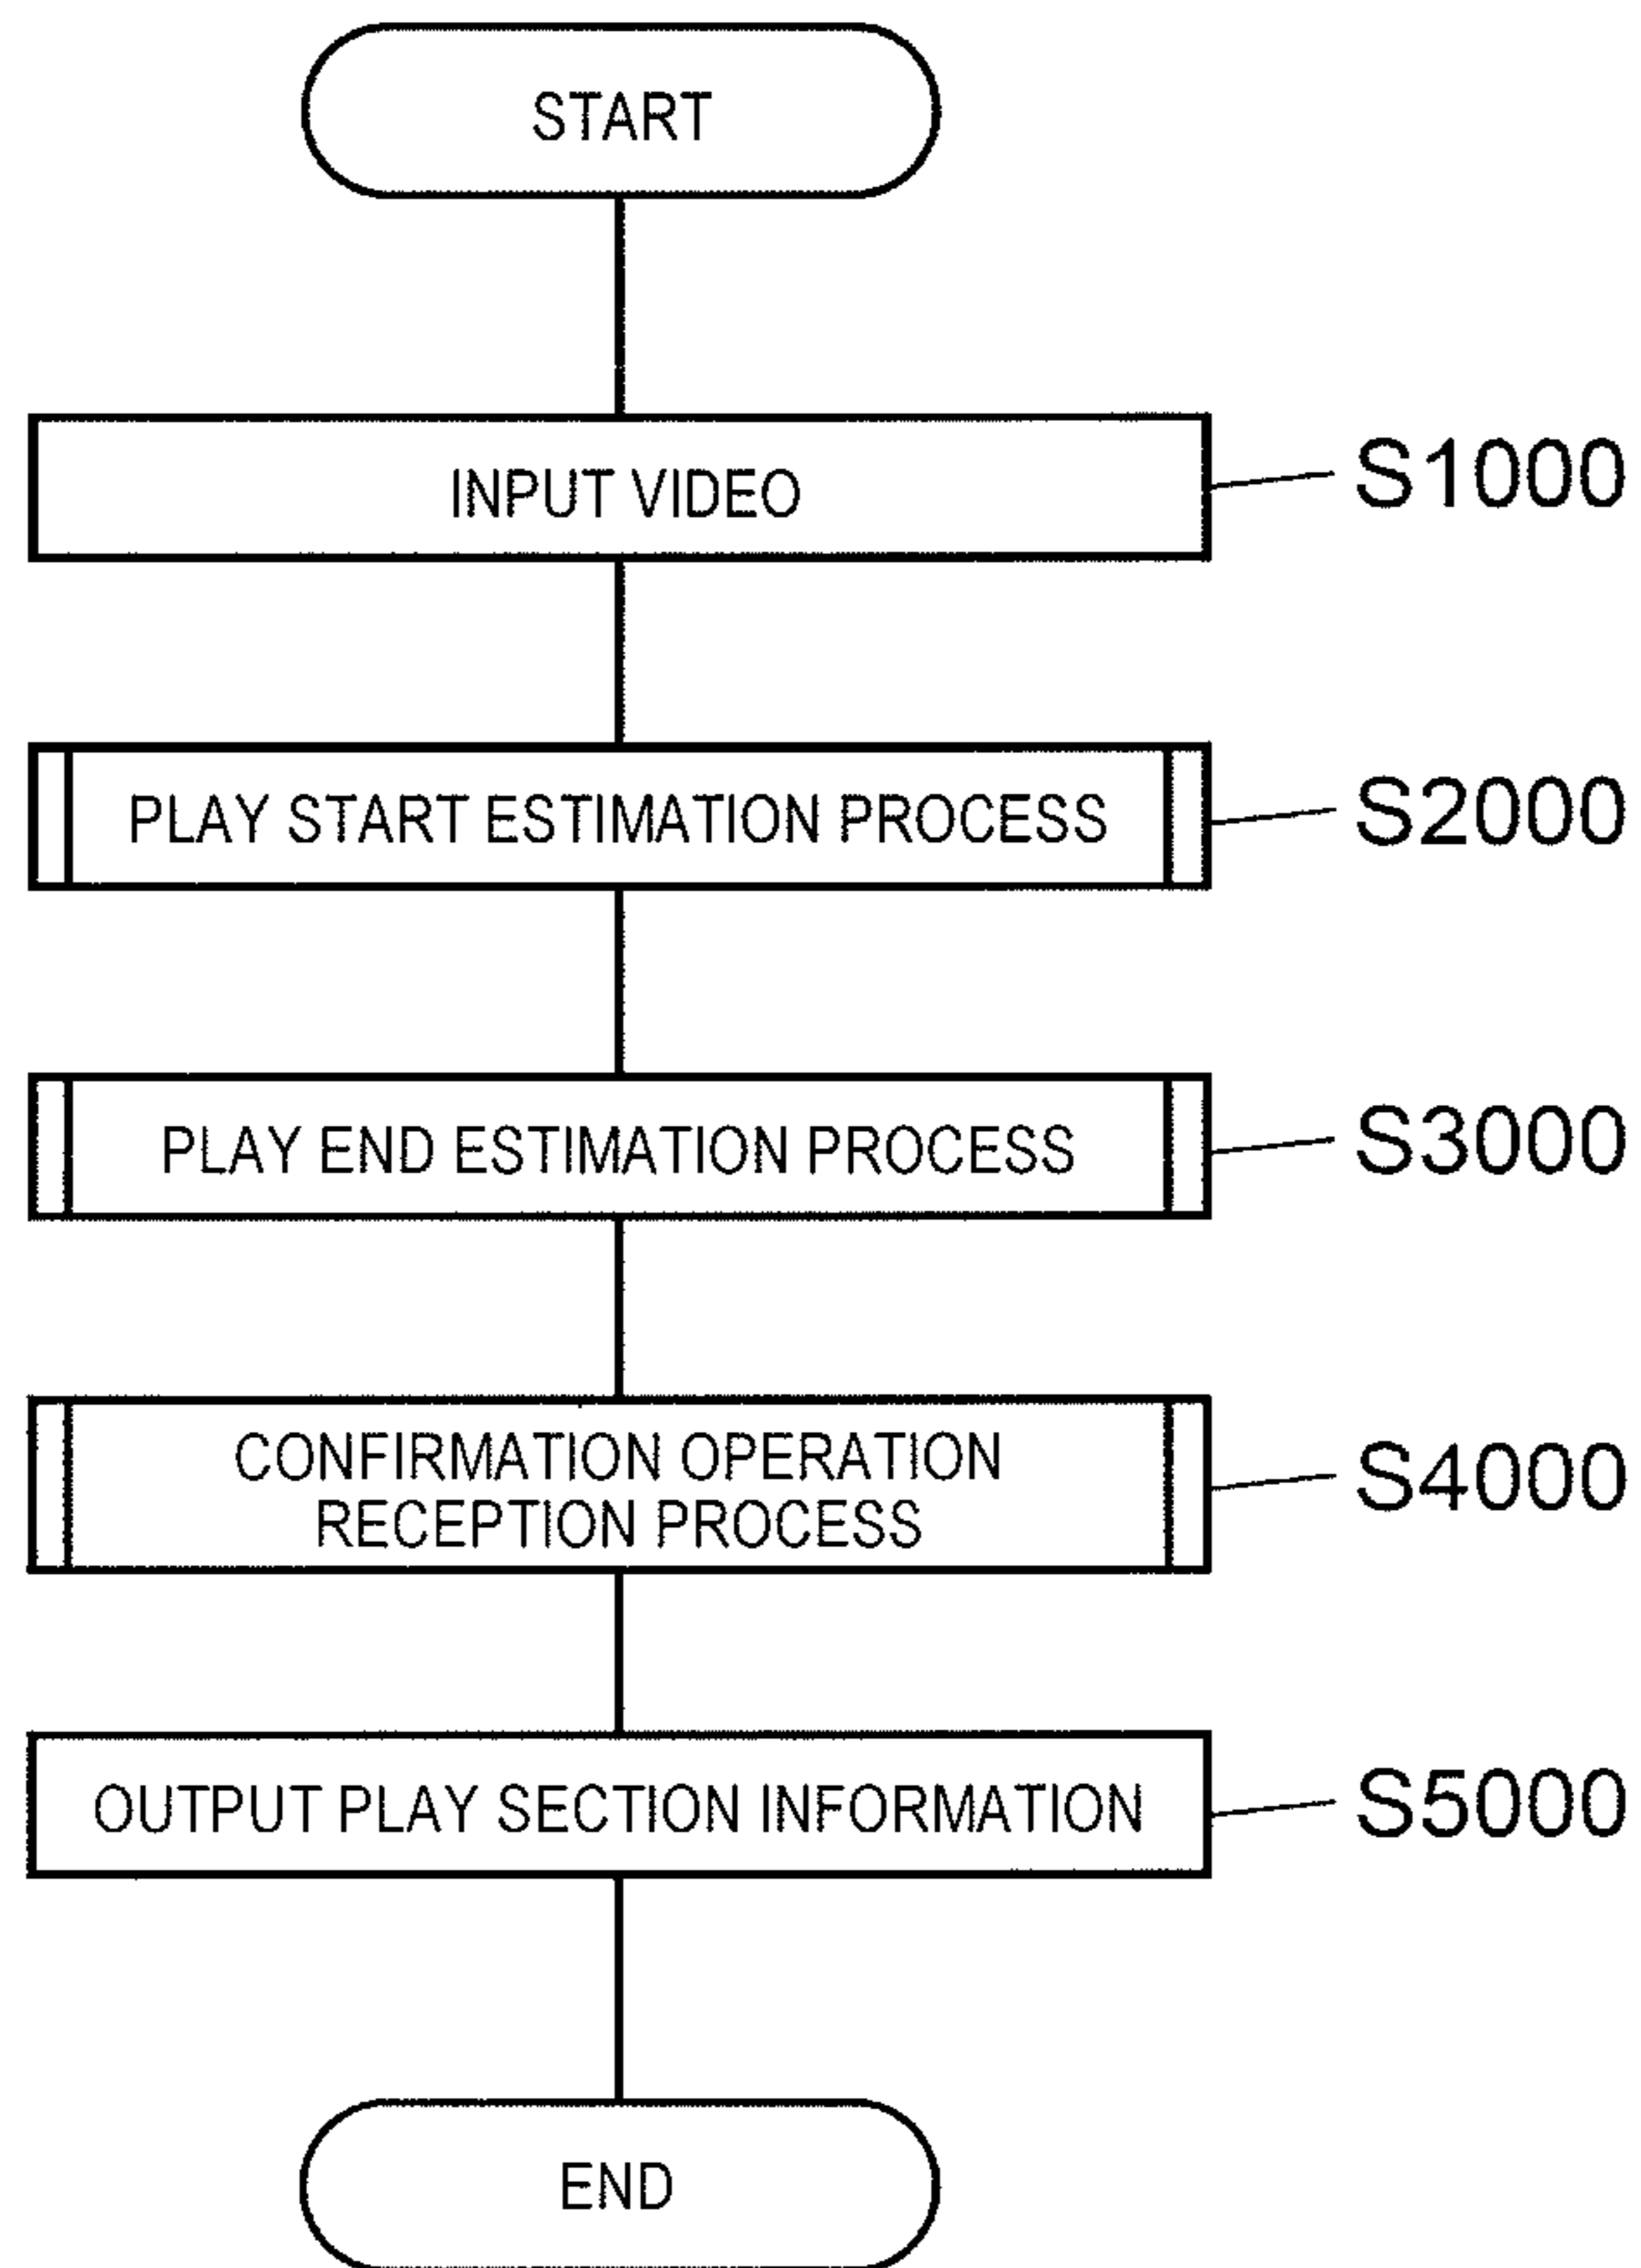 START
INPUT VIDEO
S1000
PLAY START ESTIMATION PROCESS
S2000
PLAY END ESTIMATION PROCESS
S3000
CONFIRMATION OPERATION
RECEPTION PROCESS
S4000
OUTPUT PLAY SECTION INFORMATION
S5000
END